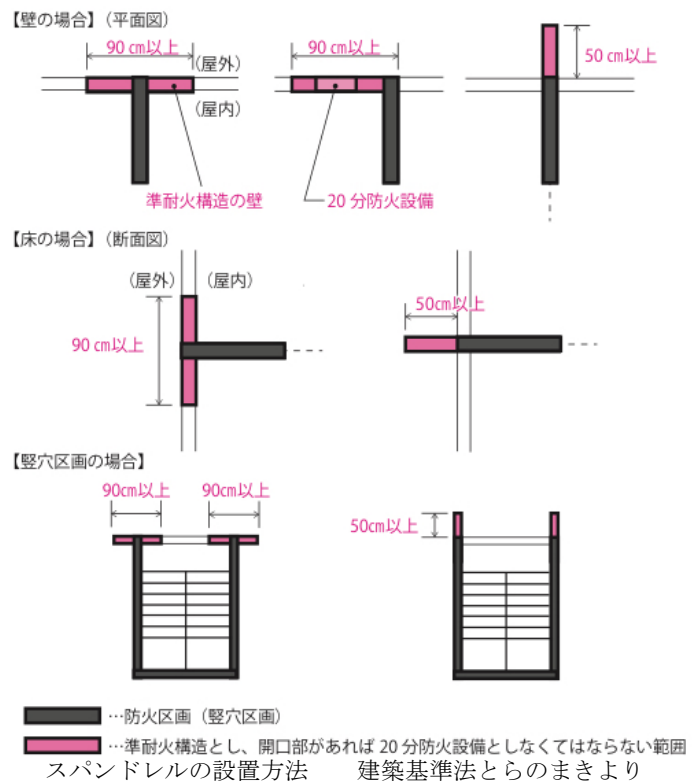 【壁の場合】（平面図）
90 ㎝以上
（屋外）
（屋内）
準耐火構造の壁
90 ㎝以上
20 分防火設備
50 ㎝以上
【床の場合】（断面図）
（屋外）
（屋内）
90 ㎝以上
50㎝以上
【竪穴区画の場合】
90㎝以上
90㎝以上
50㎝以上
…防火区画（竪穴区画）
…準耐火構造とし、開口部があれば 20 分防火設備としなくてはならない範囲
スパンドレルの設置方法　　建築基準法とらのまきより